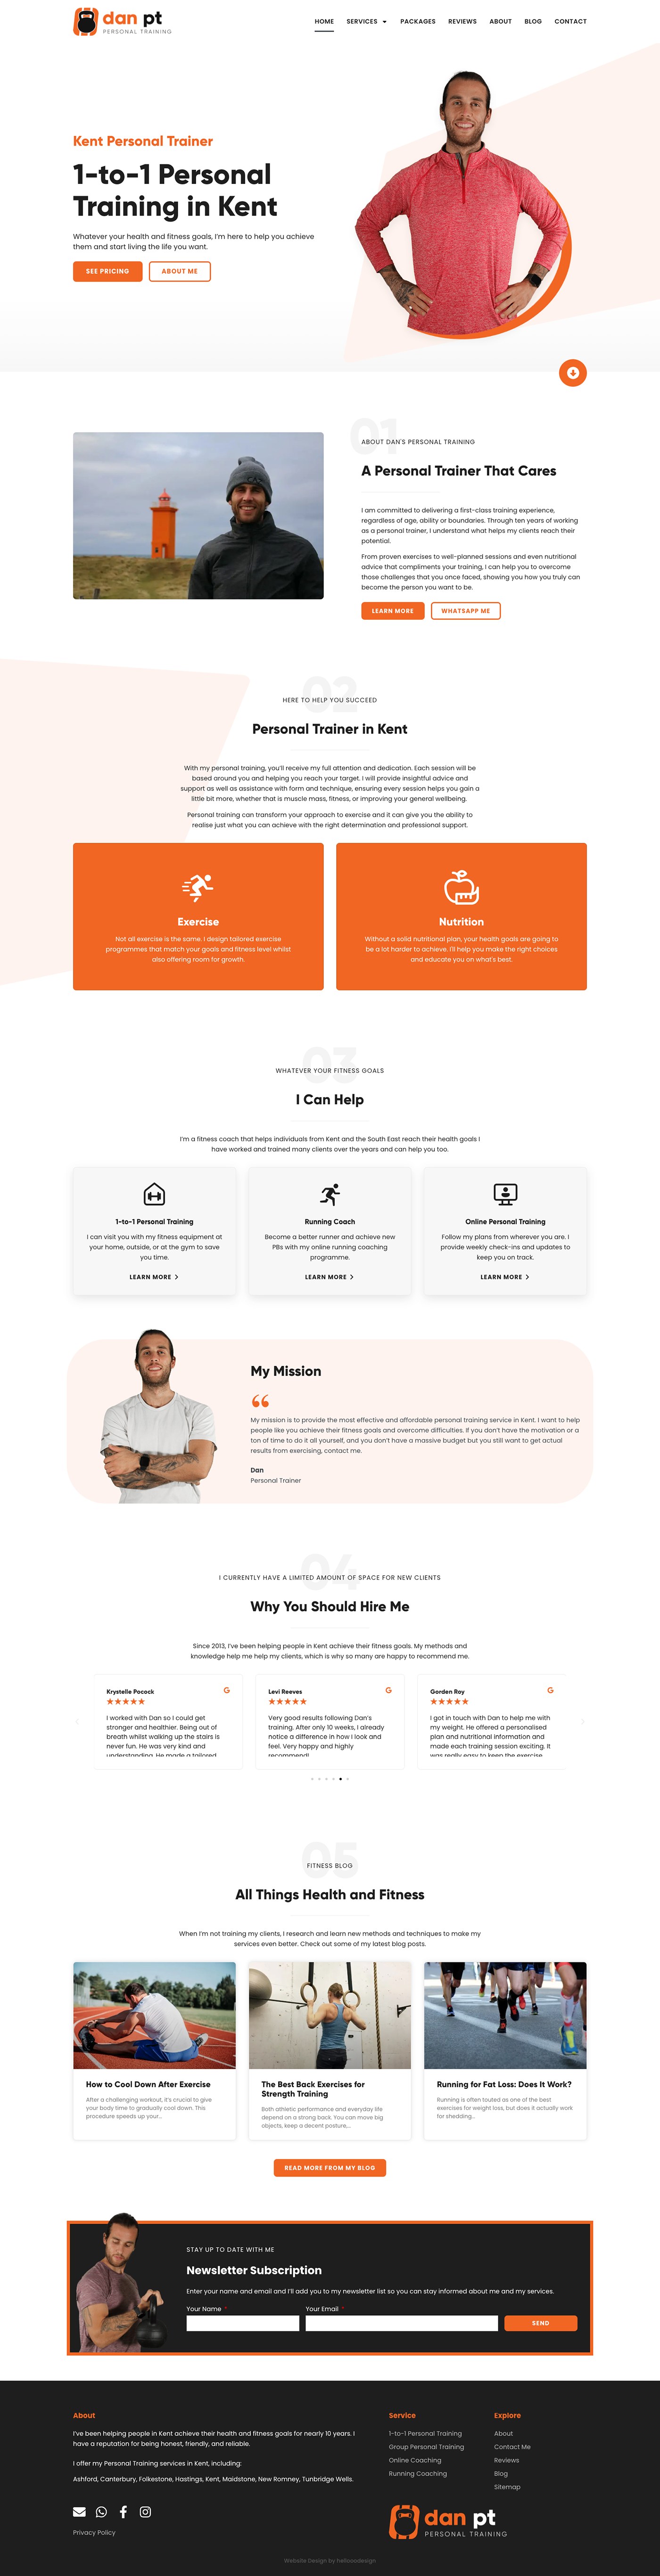 dan pt
PERSONAL TRAINING
HOME SERVICES PACKAGES REVIEWS ABOUT BLOG CONTACT
Kent Personal Trainer
1-to-1 Personal
Training in Kent
Whatever your health and fitness goals, I'm here to help you achieve
them and start living the life you want.
SEE PRICING ABOUT ME
01
ABOUT DAN'S PERSONAL TRAINING
A Personal Trainer That Cares
I am committed to delivering a first-class training experience,
regardless of age, ability or boundaries. Through ten years of working
as a personal trainer, I understand what helps my clients reach their
potential.
From proven exercises to well-planned sessions and even nutritional
advice that compliments your training, I can help you to overcome
those challenges that you once faced, showing you how you truly can
become the person you want to be.
LEARN MORE WHATSAPP ME
02
HERE TO HELP YOU SUCCEED
Personal Trainer in Kent
With my personal training, you'll receive my full attention and dedication. Each session will be
based around you and helping you reach your target. I will provide insightful advice and
support as well as assistance with form and technique, ensuring every session helps you gain a
little bit more, whether that is muscle mass, fitness, or improving your general wellbeing.
Personal training can transform your approach to exercise and it can give you the ability to
realise just what you can achieve with the right determination and professional support.
Exercise
Not all exercise is the same. I design tailored exercise
programmes that match your goals and fitness level whilst
also offering room for growth.
Nutrition
Without a solid nutritional plan, your health goals are going to
be a lot harder to achieve. I'll help you make the right choices
and educate you on what's best.
03
WHATEVER YOUR FITNESS GOALS
I Can Help
I'm a fitness coach that helps individuals from Kent and the South East reach their health goals I
have worked and trained many clients over the years and can help you too.
1-to-1 Personal Training
I can visit you with my fitness equipment at
your home, outside, or at the gym to save
you time.
LEARN MORE
Running Coach
Become a better runner and achieve new
PBs with my online running coaching
programme.
LEARN MORE
Online Personal Training
Follow my plans from wherever you are. I
provide weekly check-ins and updates to
keep you on track.
LEARN MORE
My Mission
“
My mission is to provide the most effective and affordable personal training service in Kent. I want to help
people like you achieve their fitness goals and overcome difficulties. If you don't have the motivation or a
ton of time to do it all yourself, and you don't have a massive budget but you still want to get actual
results from exercising, contact me.
Dan
Personal Trainer
04
I CURRENTLY HAVE A LIMITED AMOUNT OF SPACE FOR NEW CLIENTS
Why You Should Hire Me
Since 2013, I've been helping people in Kent achieve their fitness goals. My methods and
knowledge help me help my clients, which is why so many are happy to recommend me.
Krystelle Pocock
I worked with Dan so I could get
stronger and healthier. Being out of
breath whilst walking up the stairs is
never fun. He was very kind and
understanding. He made a tailored
Levi Reeves
Very good results following Dan's
training. After only 10 weeks, I already
notice a difference in how I look and
feel. Very happy and highly
recommend!
Gordon Roy
I got in touch with Dan to help me with
my weight. He offered a personalised
plan and nutritional information and
made each training session exciting. It
was really easy to keep the exercise
05
FITNESS BLOG
All Things Health and Fitness
When I'm not training my clients, I research and learn new methods and techniques to make my
services even better. Check out some of my latest blog posts.
How to Cool Down After Exercise
After a challenging workout, it's crucial to give
your body time to gradually cool down. This
procedure speeds up your...
The Best Back Exercises for
Strength Training
Both athletic performance and everyday life
depend on a strong back. You can move big
objects, keep a decent posture,...
Running for Fat Loss: Does It Work?
Running is often touted as one of the best
exercises for weight loss, but does it actually work
for shedding...
READ MORE FROM MY BLOG
STAY UP TO DATE WITH ME
Newsletter Subscription
Enter your name and email and I'll add you to my newsletter list so you can stay informed about me and my services.
Your Name *
Your Email *
SEND
About
I've been helping people in Kent achieve their health and fitness goals for nearly 10 years. I
have a reputation for being honest, friendly, and reliable.
I offer my Personal Training services in Kent, including:
Ashford, Canterbury, Folkestone, Hastings, Kent, Maidstone, New Romney, Tunbridge Wells.
Privacy Policy
Service
1-to-1 Personal Training
Group Personal Training
Online Coaching
Running Coaching
Explore
About
Contact Me
Reviews
Blog
Sitemap
dan pt
PERSONAL TRAINING
Website Design by